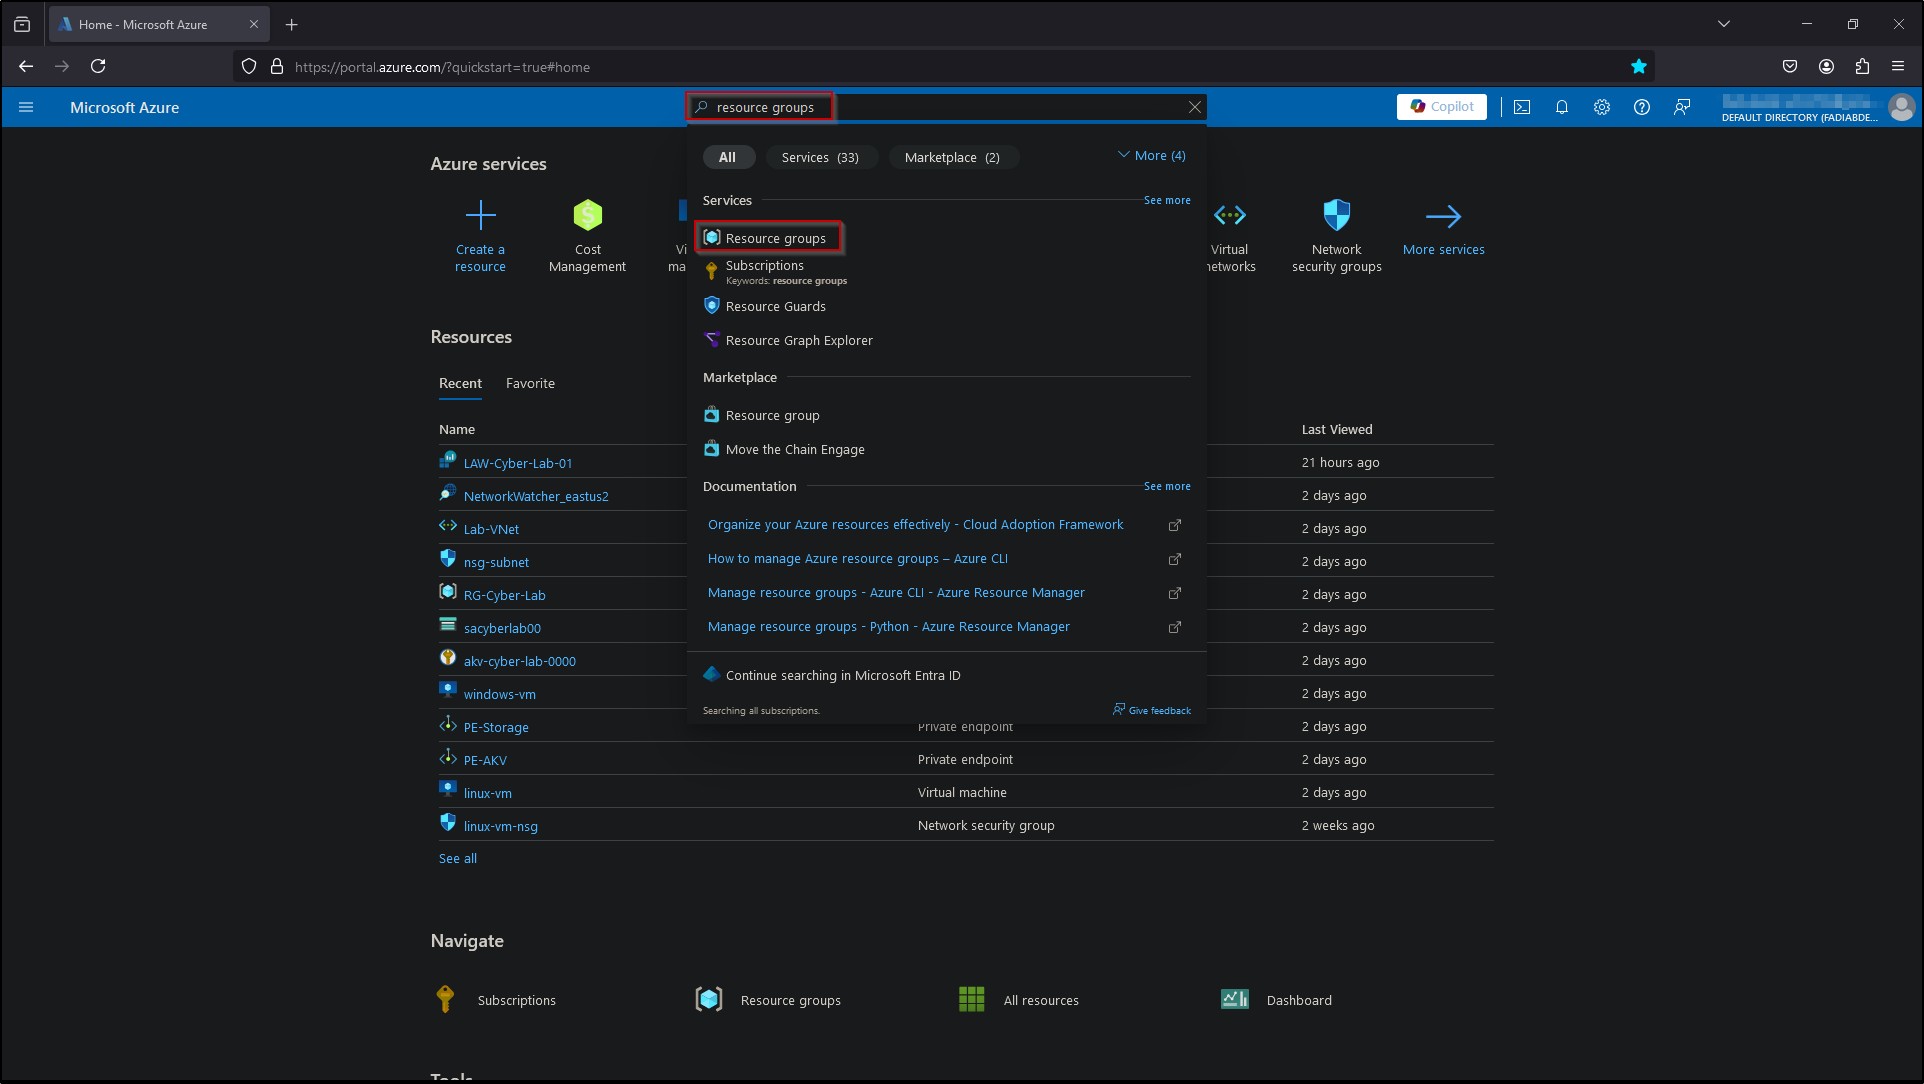 Home - Microsoft Azure
https://portal.azure.com/?quickstart=true#home
Microsoft Azure
resource groups
Copilot
DEFAULT DIRECTORY (FADIABDE...
All
Services (33)
Marketplace (2)
More (4)
Services
See more
Resource groups
Subscriptions
Keywords: resource groups
Resource Guards
Resource Graph Explorer
Marketplace
Resource group
Move the Chain Engage
Documentation
See more
Organize your Azure resources effectively - Cloud Adoption Framework
How to manage Azure resource groups – Azure CLI
Manage resource groups - Azure CLI - Azure Resource Manager
Manage resource groups - Python - Azure Resource Manager
Continue searching in Microsoft Entra ID
Searching all subscriptions.
Give feedback
Azure services
Create a
resource
Cost
Management
Vi
ma
Virtual
networks
Network
security groups
More services
Resources
Recent
Favorite
Name
Last Viewed
LAW-Cyber-Lab-01
21 hours ago
NetworkWatcher_eastus2
2 days ago
Lab-VNet
2 days ago
nsg-subnet
2 days ago
RG-Cyber-Lab
2 days ago
sacyberlab00
2 days ago
akv-cyber-lab-0000
2 days ago
windows-vm
2 days ago
PE-Storage
Private endpoint
2 days ago
PE-AKV
Private endpoint
2 days ago
linux-vm
Virtual machine
2 days ago
linux-vm-nsg
Network security group
2 weeks ago
See all
Navigate
Subscriptions
Resource groups
All resources
Dashboard
Tools